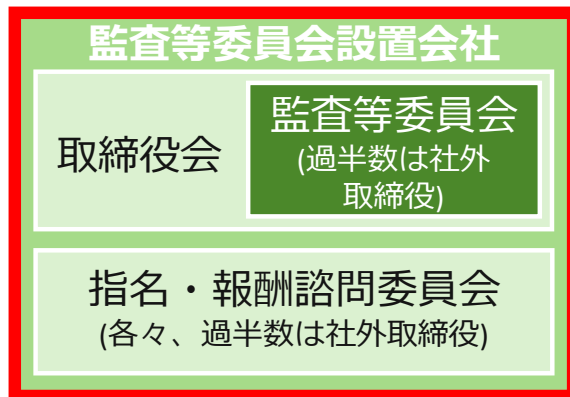 監査等委員会設置会社
取締役会
監査等委員会
(過半数は社外
取締役)
指名・報酬諮問委員会
(各々、過半数は社外取締役)